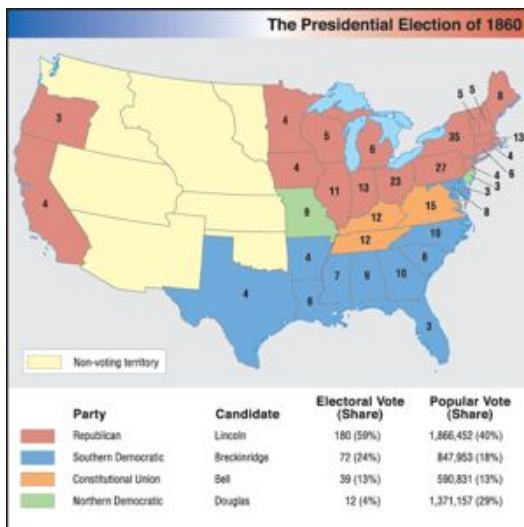 The Presidential Election of 1860
5 5 8
3 4 5 6 35 13
4
6
4 4 11 13 23 27 4
3
3
9 12 15 8
12 10
4 8
4 7 9 10
6
3
Non-voting territory
Party Candidate Electoral Vote (Share) Popular Vote (Share)
Republican Lincoln 180 (59%) 1,866,452 (40%)
Southern Democratic Breckinridge 72 (24%) 847,953 (18%)
Constitutional Union Bell 39 (13%) 590,831 (13%)
Northern Democratic Douglas 12 (4%) 1,371,157 (29%)